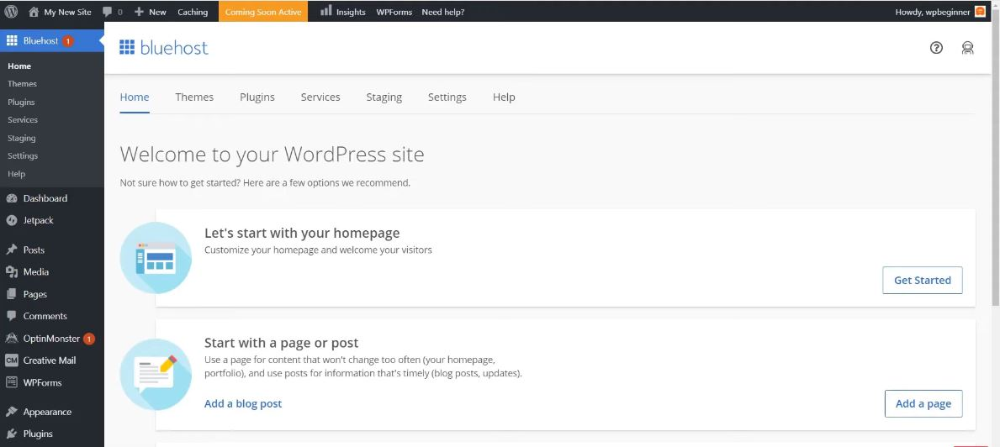 My New Site 0 New Caching Coming Soon Active Insights WPForms Need help? Howdy, wpbeginner
Bluehost 1
Home
Themes
Plugins
Services
Staging
Settings
Help
Dashboard
Jetpack
Posts
Media
Pages
Comments
OptinMonster 1
CM Creative Mail
WPForms
Appearance
Plugins
bluehost
Home Themes Plugins Services Staging Settings Help
Welcome to your WordPress site
Not sure how to get started? Here are a few options we recommend.
Let's start with your homepage
Customize your homepage and welcome your visitors
Get Started
Start with a page or post
Use a page for content that won't change too often (your homepage,
portfolio), and use posts for information that's timely (blog posts, updates).
Add a blog post Add a page